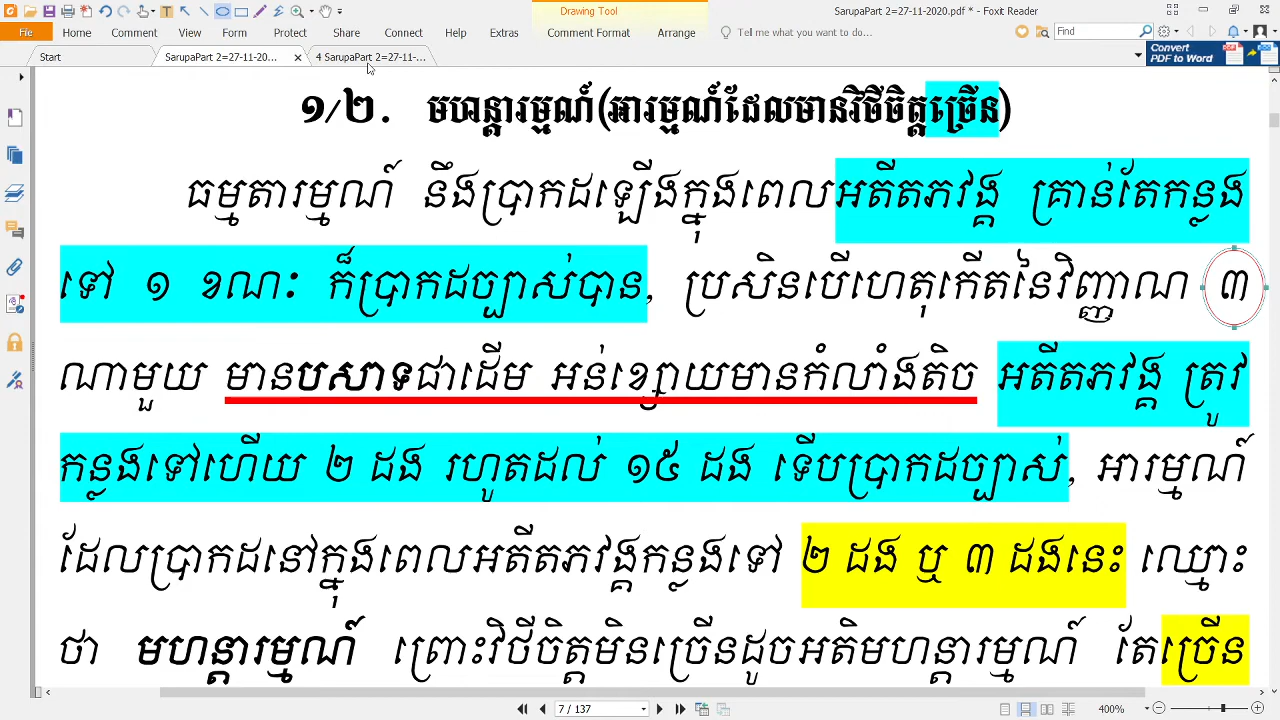 Drawing Tool
SarupaPart 2=27-11-2020.pdf * - Foxit Reader
File Home Comment View Form Protect Share Connect Help Extras Comment Format Arrange Tell me what you want to do... Find
Start SarupaPart 2=27-11-20... 4 SarupaPart 2=27-11-...
Convert
PDF to Word
១/២. មហន្តារម្មណ៍(អារម្មណ៍ដែលមានវិថីចិត្តច្រើន)
ធម្មតារម្មណ៍ នឹងប្រាកដឡើងក្នុងពេលអតីតភវង្គ គ្រាន់តែកន្លង
ទៅ ១ ខណៈ ក៏ប្រាកដច្បាស់បាន, ប្រសិនបើហេតុកើតនៃវិញ្ញាណ ៣
ណាមួយ មានបសាទជាដើម អន់ខ្សោយមានកំលាំងតិច អតីតភវង្គ ត្រូវ
កន្លងទៅហើយ ២ ដង រហូតដល់ ១៥ ដង ទើបប្រាកដច្បាស់, អារម្មណ៍
ដែលប្រាកដនៅក្នុងពេលអតីតភវង្គកន្លងទៅ ២ ដង ឬ ៣ ដងនេះ ឈ្មោះ
ថា មហន្តារម្មណ៍ ព្រោះវិថីចិត្តមិនច្រើនដូចអតិមហន្តារម្មណ៍ តែច្រើន
7 / 137
400%